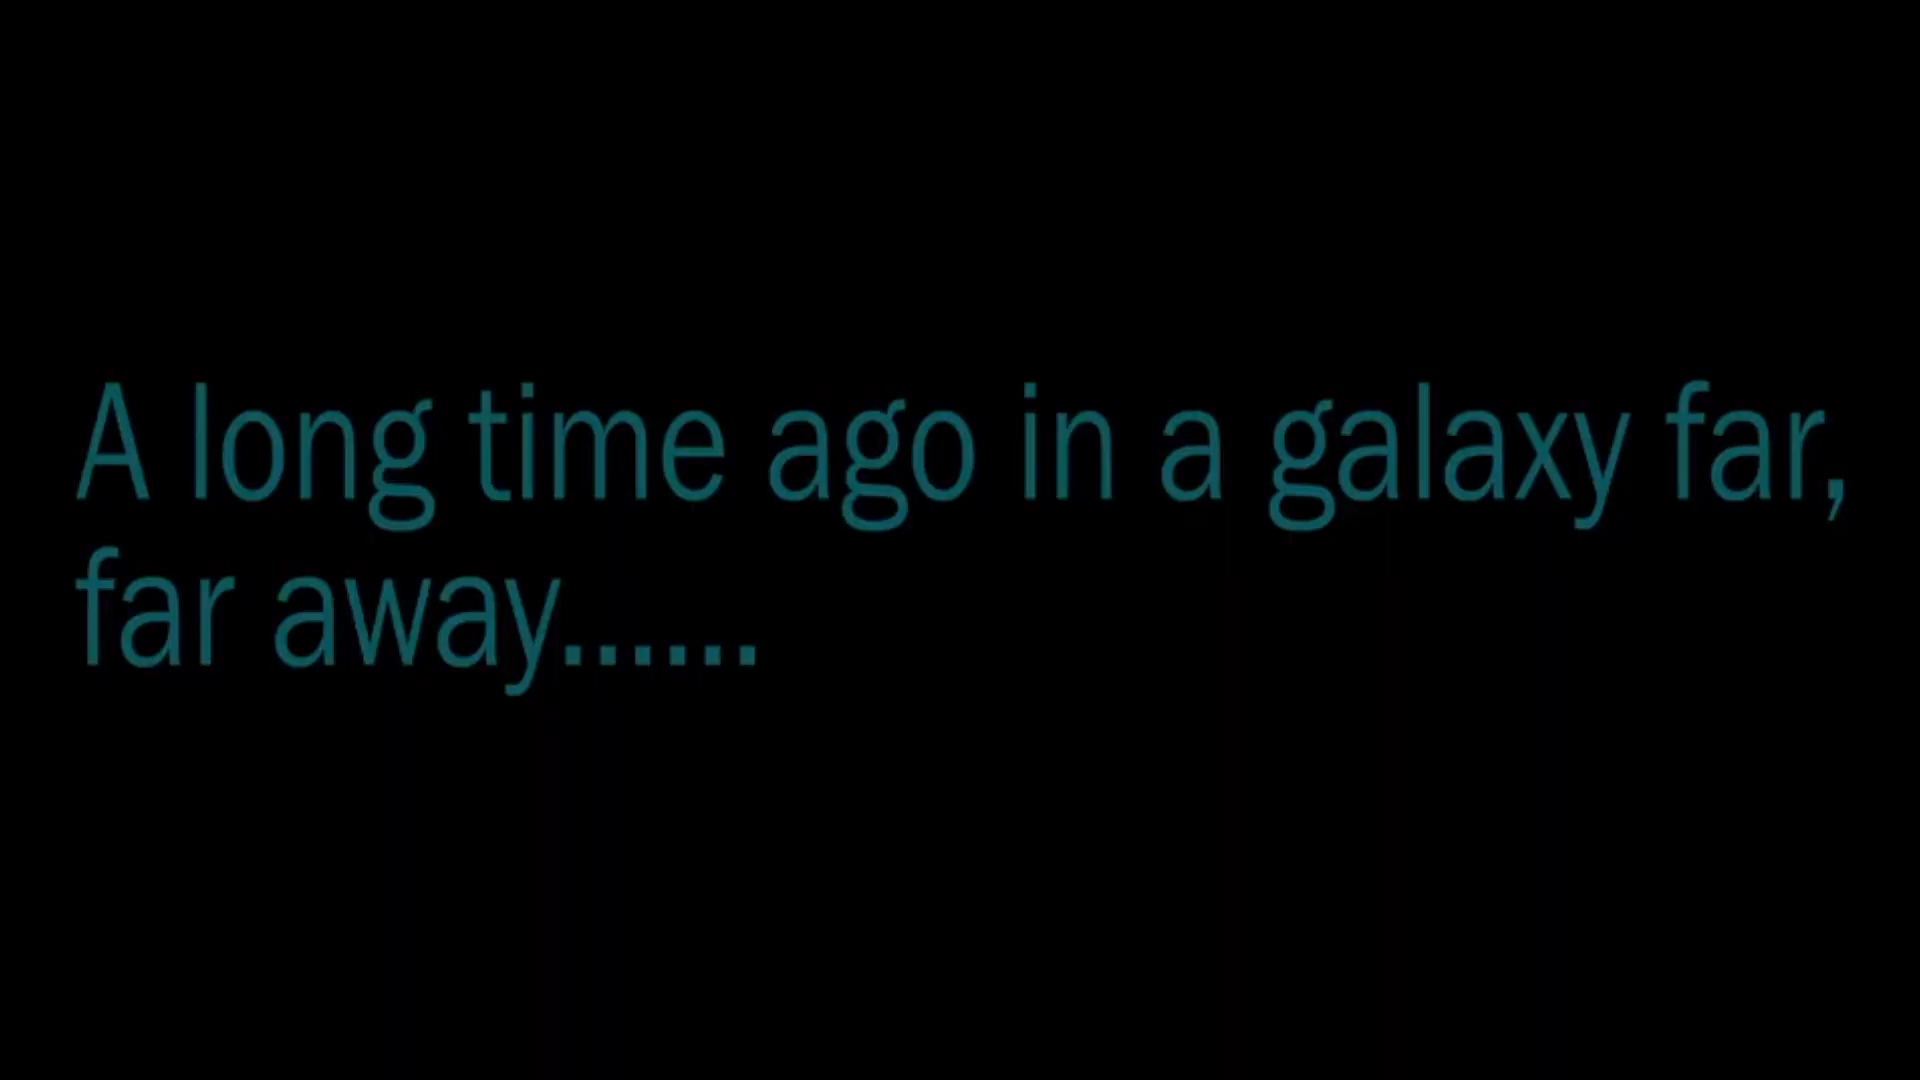 A long time ago in a galaxy far,
far away......